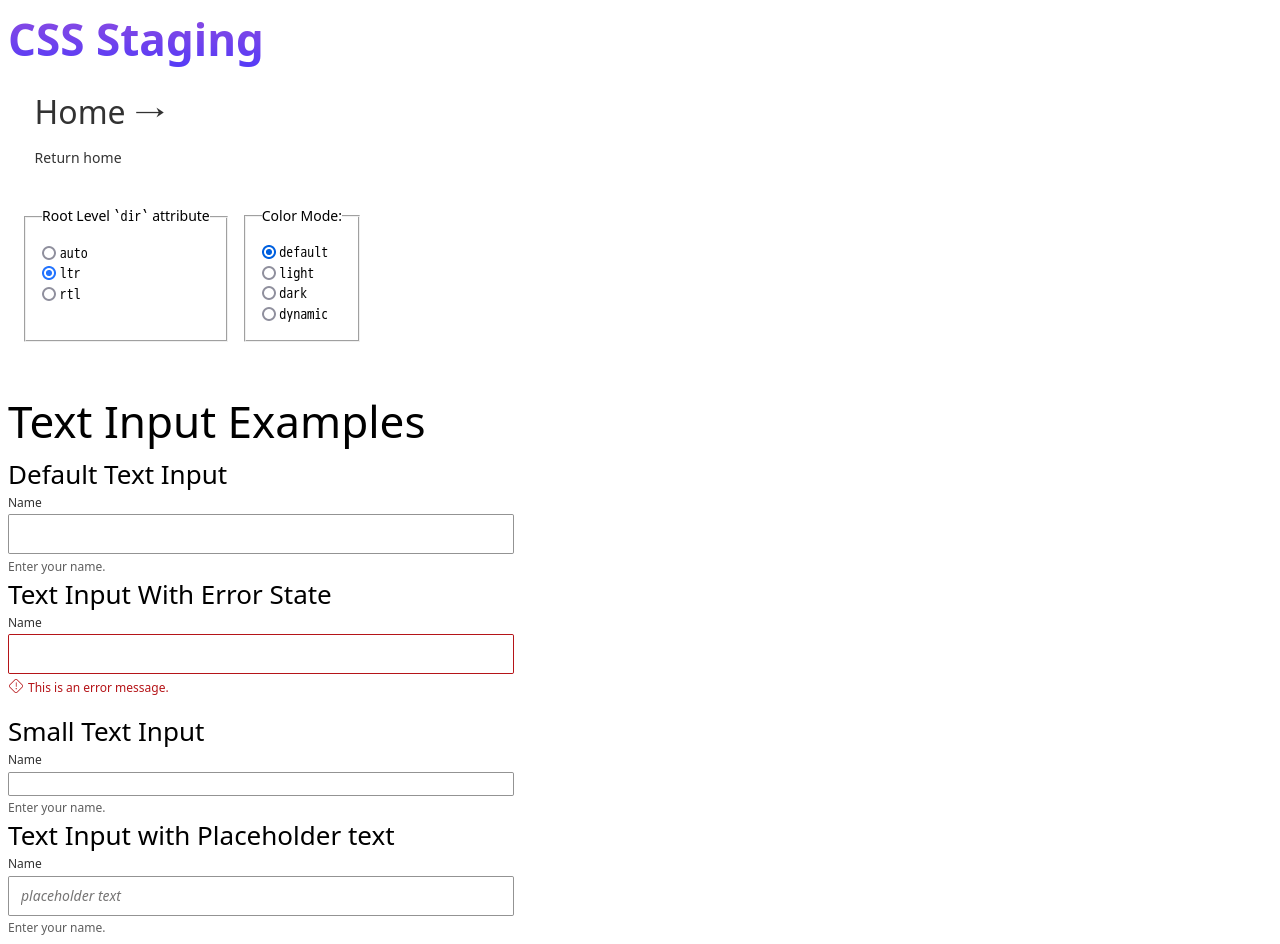 CSS Staging
Home →
Return home
Root Level `dir` attribute
auto
ltr
rtl
Color Mode:
default
light
dark
dynamic
Text Input Examples
Default Text Input
Name
Enter your name.
Text Input With Error State
Name
This is an error message.
Small Text Input
Name
Enter your name.
Text Input with Placeholder text
Name
placeholder text
Enter your name.